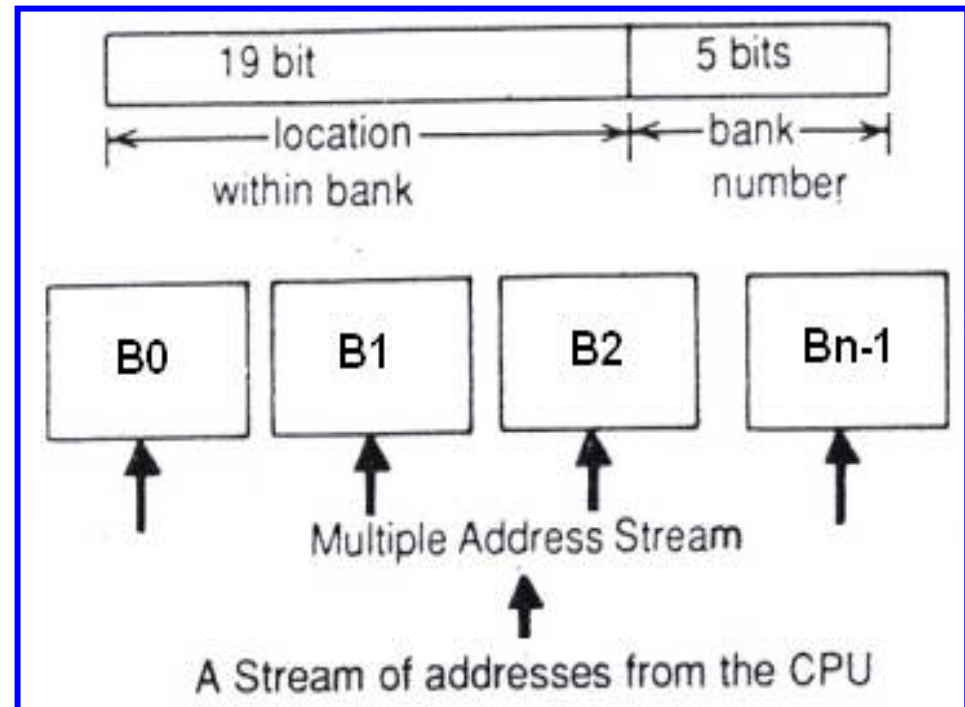 19 bit 5 bits
location bank
within bank number
B0 B1 B2 Bn-1
Multiple Address Stream
A Stream of addresses from the CPU